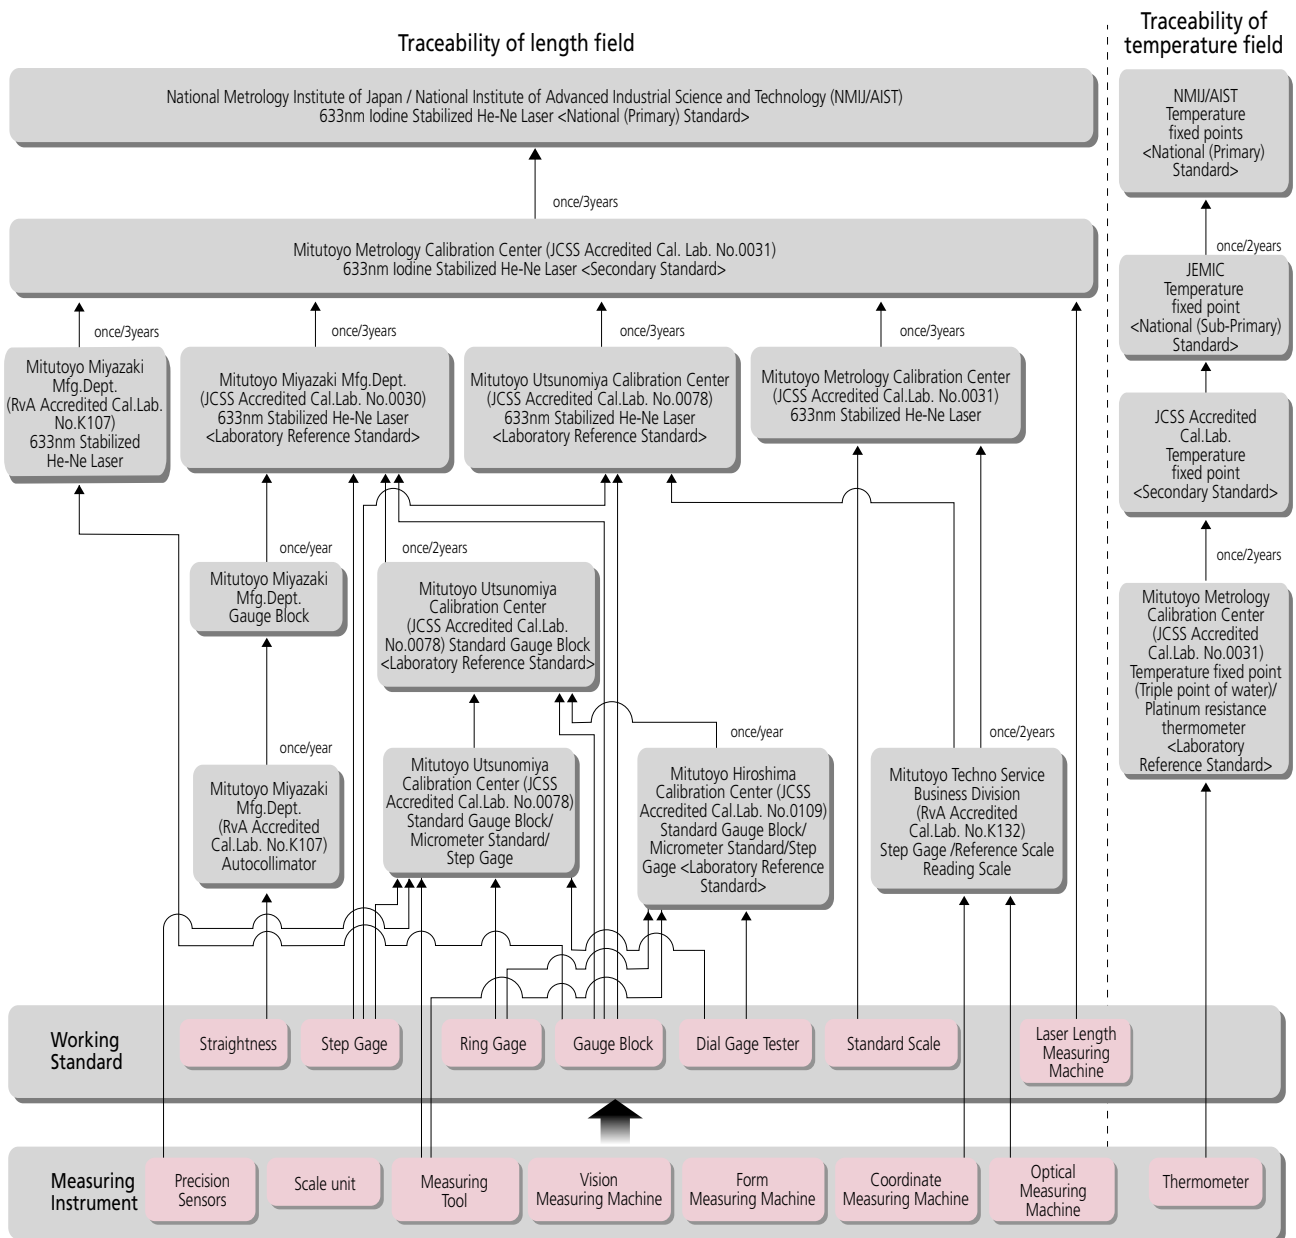 Traceability of length field
Traceability of
temperature field
National Metrology Institute of Japan / National Institute of Advanced Industrial Science and Technology (NMIJ/AIST)
633nm Iodine Stabilized He-Ne Laser <National (Primary) Standard>
NMIJ/AIST
Temperature
fixed points
<National (Primary)
Standard>
once/3years
once/2years
Mitutoyo Metrology Calibration Center (JCSS Accredited Cal. Lab. No.0031)
633nm Iodine Stabilized He-Ne Laser <Secondary Standard>
JEMIC
Temperature
fixed point
<National (Sub-Primary)
Standard>
once/3years
once/3years
once/3years
once/3years
Mitutoyo Miyazaki
Mfg.Dept.
(RvA Accredited Cal.Lab.
No.K107)
633nm Stabilized
He-Ne Laser
Mitutoyo Miyazaki Mfg.Dept.
(JCSS Accredited Cal.Lab. No.0030)
633nm Stabilized He-Ne Laser
<Laboratory Reference Standard>
Mitutoyo Utsunomiya Calibration Center
(JCSS Accredited Cal.Lab. No.0078)
633nm Stabilized He-Ne Laser
<Laboratory Reference Standard>
Mitutoyo Metrology Calibration Center
(JCSS Accredited Cal.Lab. No.0031)
633nm Stabilized He-Ne Laser
JCSS Accredited
Cal.Lab.
Temperature
fixed point
<Secondary Standard>
once/year
once/2years
once/2years
Mitutoyo Miyazaki
Mfg.Dept.
Gauge Block
Mitutoyo Utsunomiya
Calibration Center
(JCSS Accredited Cal.Lab.
No.0078) Standard Gauge Block
<Laboratory Reference Standard>
Mitutoyo Metrology
Calibration Center
(JCSS Accredited
Cal.Lab. No.0031)
Temperature fixed point
(Triple point of water)/
Platinum resistance
thermometer
<Laboratory
Reference Standard>
once/year
once/year
once/2years
Mitutoyo Miyazaki
Mfg.Dept.
(RvA Accredited
Cal.Lab. No.K107)
Autocollimator
Mitutoyo Utsunomiya
Calibration Center (JCSS
Accredited Cal.Lab. No.0078)
Standard Gauge Block/
Micrometer Standard/
Step Gage
Mitutoyo Hiroshima
Calibration Center (JCSS
Accredited Cal.Lab. No.0109)
Standard Gauge Block/
Micrometer Standard/Step
Gage <Laboratory Reference
Standard>
Mitutoyo Techno Service
Business Division
(RvA Accredited
Cal.Lab. No.K132)
Step Gage /Reference Scale
Reading Scale
Working
Standard
Straightness
Step Gage
Ring Gage
Gauge Block
Dial Gage Tester
Standard Scale
Laser Length
Measuring
Machine
Measuring
Instrument
Precision
Sensors
Scale unit
Measuring
Tool
Vision
Measuring Machine
Form
Measuring Machine
Coordinate
Measuring Machine
Optical
Measuring
Machine
Thermometer